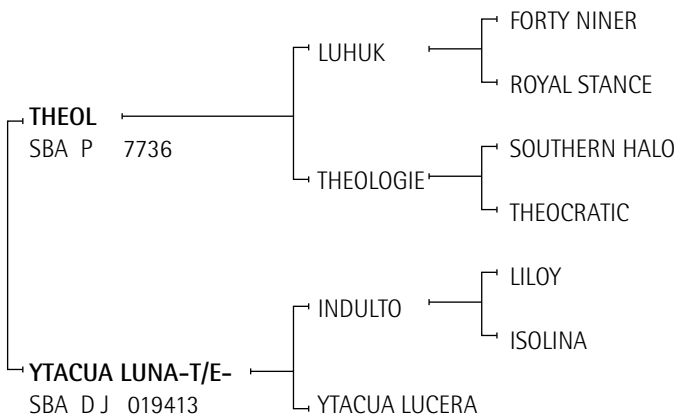 FORTY NINER
LUHUK
ROYAL STANCE
THEOL
SBA P 7736
SOUTHERN HALO
THEOLOGIE
THEOCRATIC
LILOY
INDULTO
ISOLINA
YTACUA LUNA-T/E-
SBA D J 019413
YTACUA LUCERA